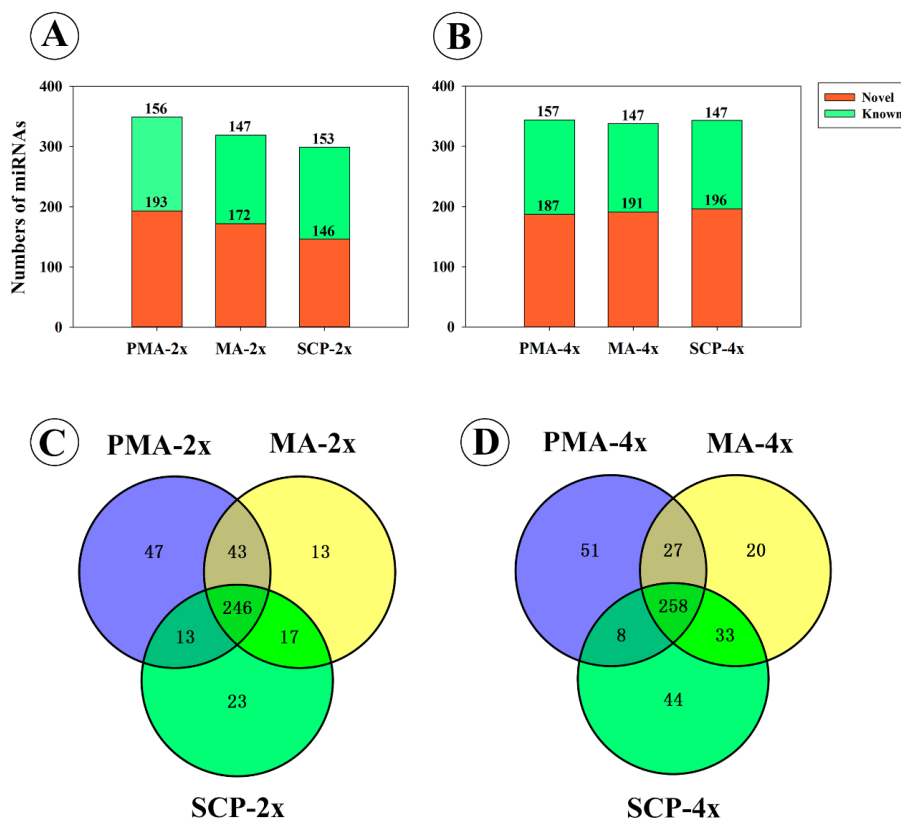 A
B
Numbers of miRNAs
400
300
200
100
0
156
193
147
172
153
146
PMA-2x
MA-2x
SCP-2x
400
300
200
100
0
157
187
147
191
147
196
PMA-4x
MA-4x
SCP-4x
Novel
Known
C
PMA-2x
MA-2x
47
43
13
246
13
17
23
SCP-2x
D
PMA-4x
MA-4x
51
27
20
258
8
33
44
SCP-4x